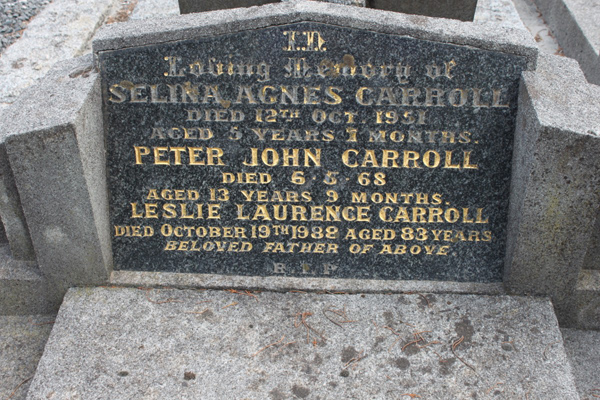 In
Loving Memory of
SELINA AGNES CARROLL
DIED 12TH OCT 1951
AGED 5 YEARS 7 MONTHS.
PETER JOHN CARROLL
DIED 6·5·68
AGED 13 YEARS 9 MONTHS.
LESLIE LAURENCE CARROLL
DIED OCTOBER 19TH 1988 AGED 83 YEARS
BELOVED FATHER OF ABOVE.
R.I.P.